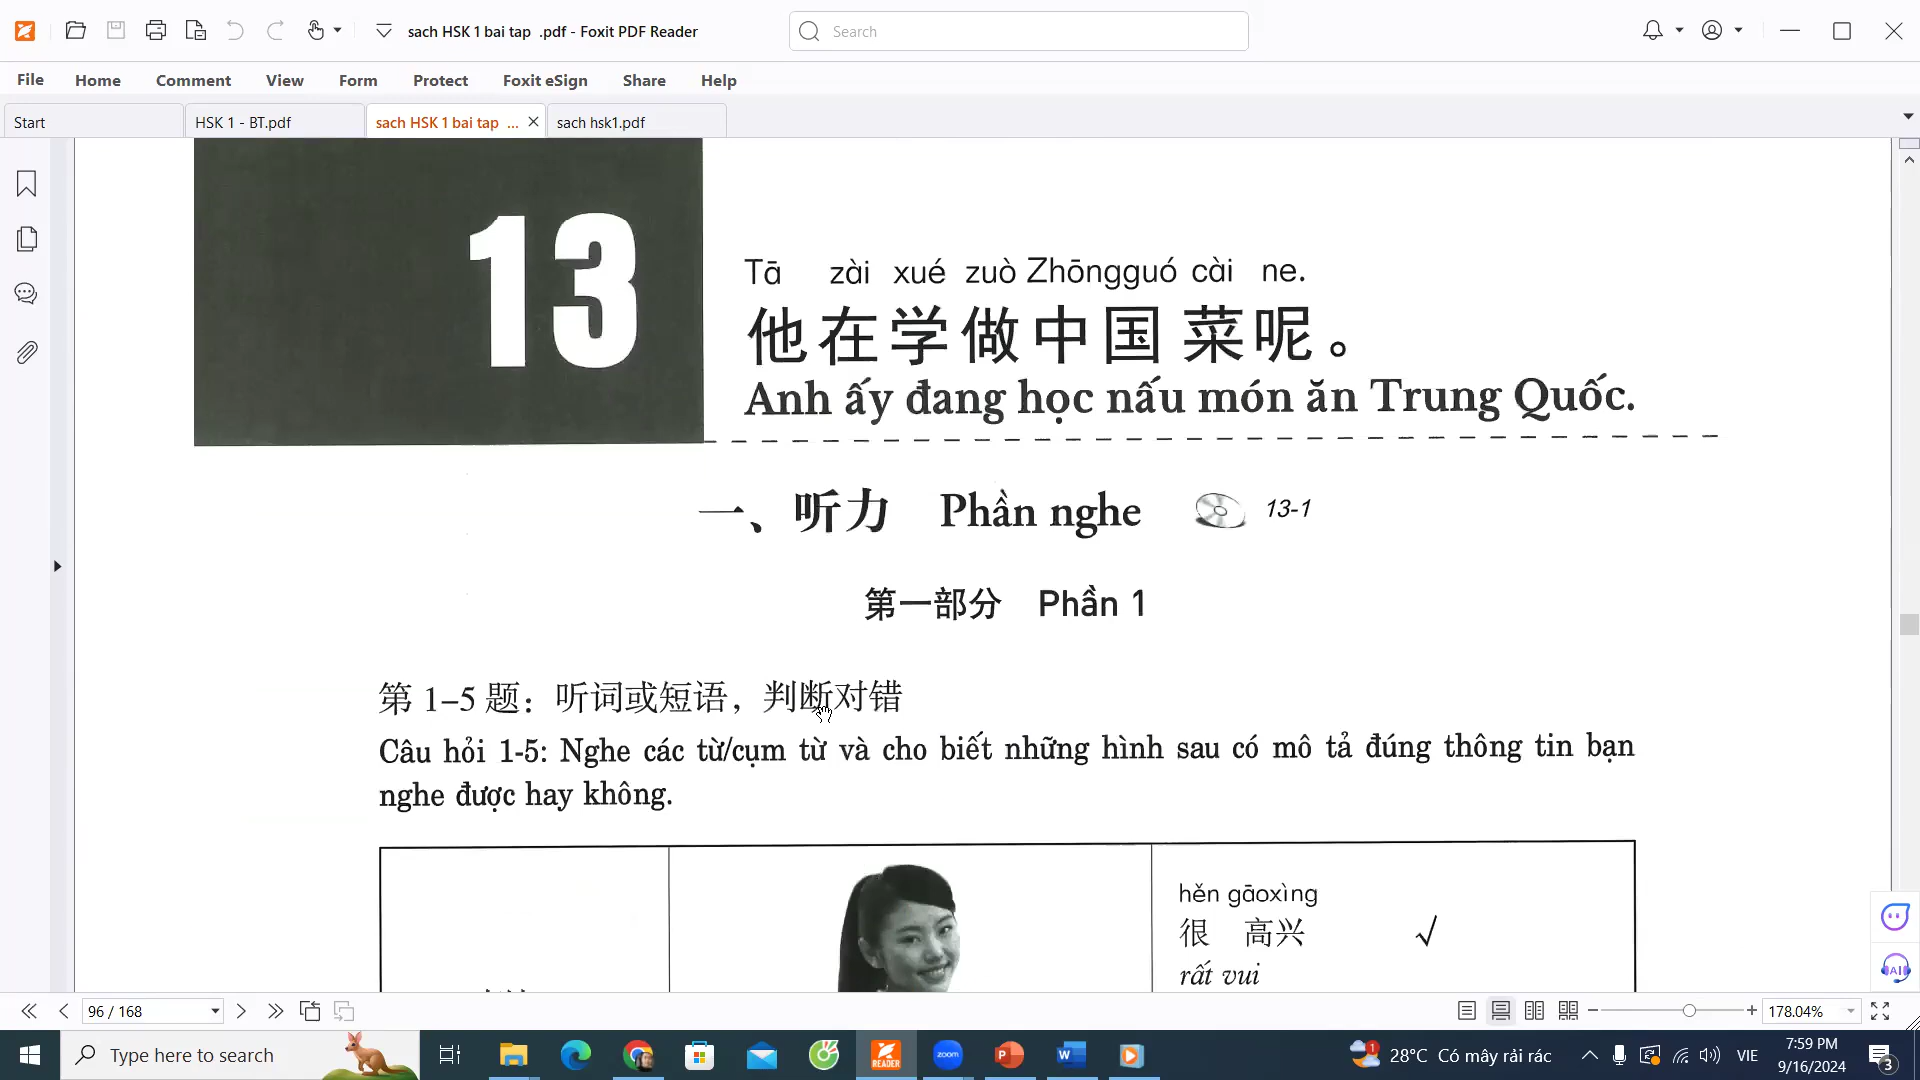 sach HSK 1 bai tap .pdf - Foxit PDF Reader
Search
File Home Comment View Form Protect Foxit eSign Share Help
Start HSK 1 - BT.pdf sach HSK 1 bai tap ... sach hsk1.pdf
13
Tā zài xué zuò Zhōngguó cài ne.
他在学做中国菜呢。
Anh ấy đang học nấu món ăn Trung Quốc.
一、听力 Phần nghe 13-1
第一部分 Phần 1
第 1–5 题：听词或短语，判断对错
Câu hỏi 1-5: Nghe các từ/cụm từ và cho biết những hình sau có mô tả đúng thông tin bạn
nghe được hay không.
hěn gāoxìng
很 高兴 √
rất vui
AI
96 / 168 178.04%
Type here to search zoom READER 1 28°C Có mây rải rác VIE 7:59 PM 3
9/16/2024